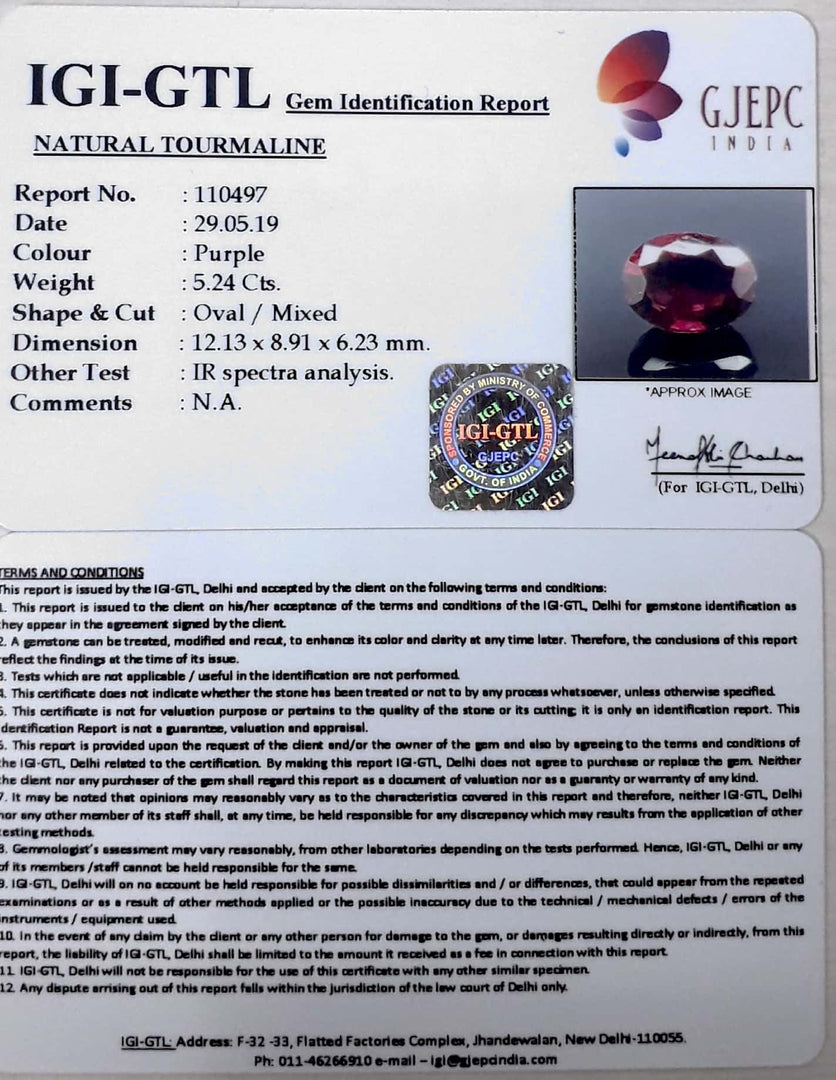 IGI-GTL Gem Identification Report
GJEPC
INDIA
NATURAL TOURMALINE
Report No. : 110497
Date : 29.05.19
Colour : Purple
Weight : 5.24 Cts.
Shape & Cut : Oval / Mixed
Dimension : 12.13 x 8.91 x 6.23 mm.
Other Test : IR spectra analysis.
Comments : N.A.
SPONSORED BY MINISTRY OF COMMERCE
IGI-GTL
GJEPC
GOVT. OF INDIA
*APPROX IMAGE
(For IGI-GTL, Delhi)
TERMS AND CONDITIONS
This report is issued by the IGI-GTL, Delhi and accepted by the client on the following terms and conditions:
1. This report is issued to the client on his/her acceptance of the terms and conditions of the IGI-GTL, Delhi for gemstone identification as
they appear in the agreement signed by the client.
2. A gemstone can be treated, modified and recut, to enhance its color and clarity at any time later. Therefore, the conclusions of this report
reflect the findings at the time of its issue.
3. Tests which are not applicable / useful in the identification are not performed.
4. This certificate does not indicate whether the stone has been treated or not to by any process whatsoever, unless otherwise specified.
5. This certificate is not for valuation purpose or pertains to the quality of the stone or its cutting; it is only an identification report. This
identification Report is not a guarantee, valuation and appraisal.
6. This report is provided upon the request of the client and/or the owner of the gem and also by agreeing to the terms and conditions of
the IGI-GTL, Delhi related to the certification. By making this report IGI-GTL, Delhi does not agree to purchase or replace the gem. Neither
the client nor any purchaser of the gem shall regard this report as a document of valuation nor as a guaranty or warranty of any kind.
7. It may be noted that opinions may reasonably vary as to the characteristics covered in this report and therefore, neither IGI-GTL, Delhi
nor any other member of its staff shall, at any time, be held responsible for any discrepancy which may results from the application of other
testing methods.
8. Gemmologist's assessment may vary reasonably, from other laboratories depending on the tests performed. Hence, IGI-GTL, Delhi or any
of its members /staff cannot be held responsible for the same.
9. IGI-GTL, Delhi will on no account be held responsible for possible dissimilarities and / or differences, that could appear from the repeated
examinations or as a result of other methods applied or the possible inaccuracy due to the technical / mechanical defects / errors of the
instruments / equipment used.
10. In the event of any claim by the client or any other person for damage to the gem, or damages resulting directly or indirectly, from this
report, the liability of IGI-GTL, Delhi shall be limited to the amount it received as a fee in connection with this report.
11. IGI-GTL, Delhi will not be responsible for the use of this certificate with any other similar specimen.
12. Any dispute arrising out of this report falls within the jurisdiction of the law court of Delhi only.
IGI-GTL: Address: F-32 -33, Flatted Factories Complex, Jhandewalan, New Delhi-110055.
Ph: 011-46266910 e-mail – igi@gjepcindia.com